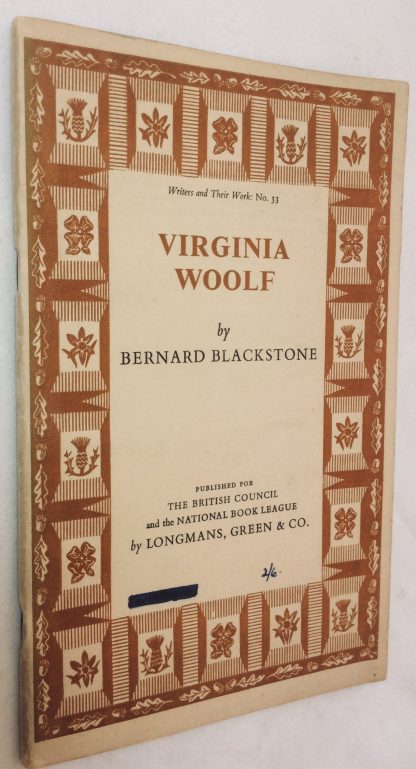 Writers and Their Work: No. 33
VIRGINIA
WOOLF
by
BERNARD BLACKSTONE
PUBLISHED FOR
THE BRITISH COUNCIL
and the NATIONAL BOOK LEAGUE
by LONGMANS, GREEN & CO.
2/6